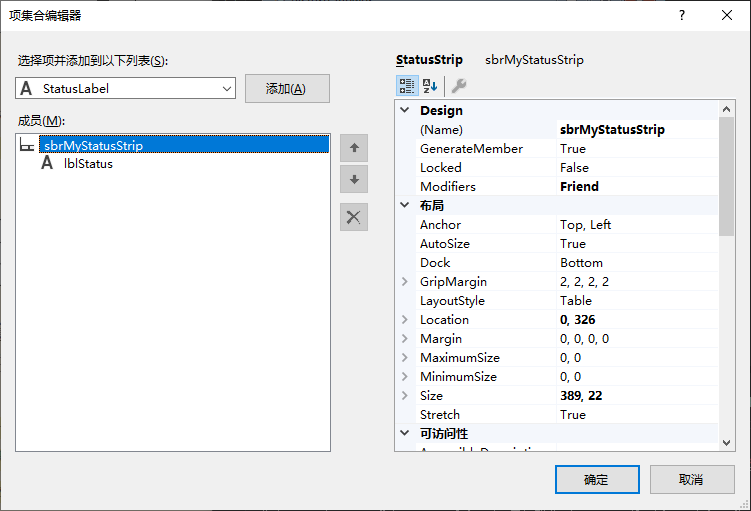 项集合编辑器
选择项并添加到以下列表(S):
StatusLabel
添加(A)
成员(M):
sbrMyStatusStrip
lblStatus
StatusStrip sbrMyStatusStrip
Design
(Name) sbrMyStatusStrip
GenerateMember True
Locked False
Modifiers Friend
布局
Anchor Top, Left
AutoSize True
Dock Bottom
GripMargin 2, 2, 2, 2
LayoutStyle Table
Location 0, 326
Margin 0, 0, 0, 0
MaximumSize 0, 0
MinimumSize 0, 0
Size 389, 22
Stretch True
可访问性
确定
取消